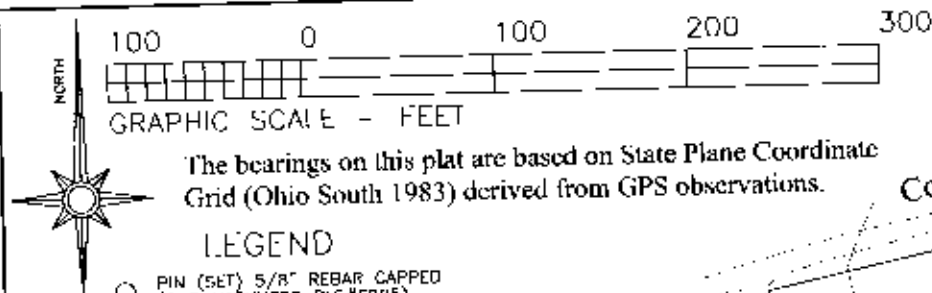 100 0 100 200 300
NORTH
GRAPHIC SCALE - FEET
The bearings on this plat are based on State Plane Coordinate
Grid (Ohio South 1983) derived from GPS observations.
LEGEND
PIN (SET) 5/8" REBAR CAPPED